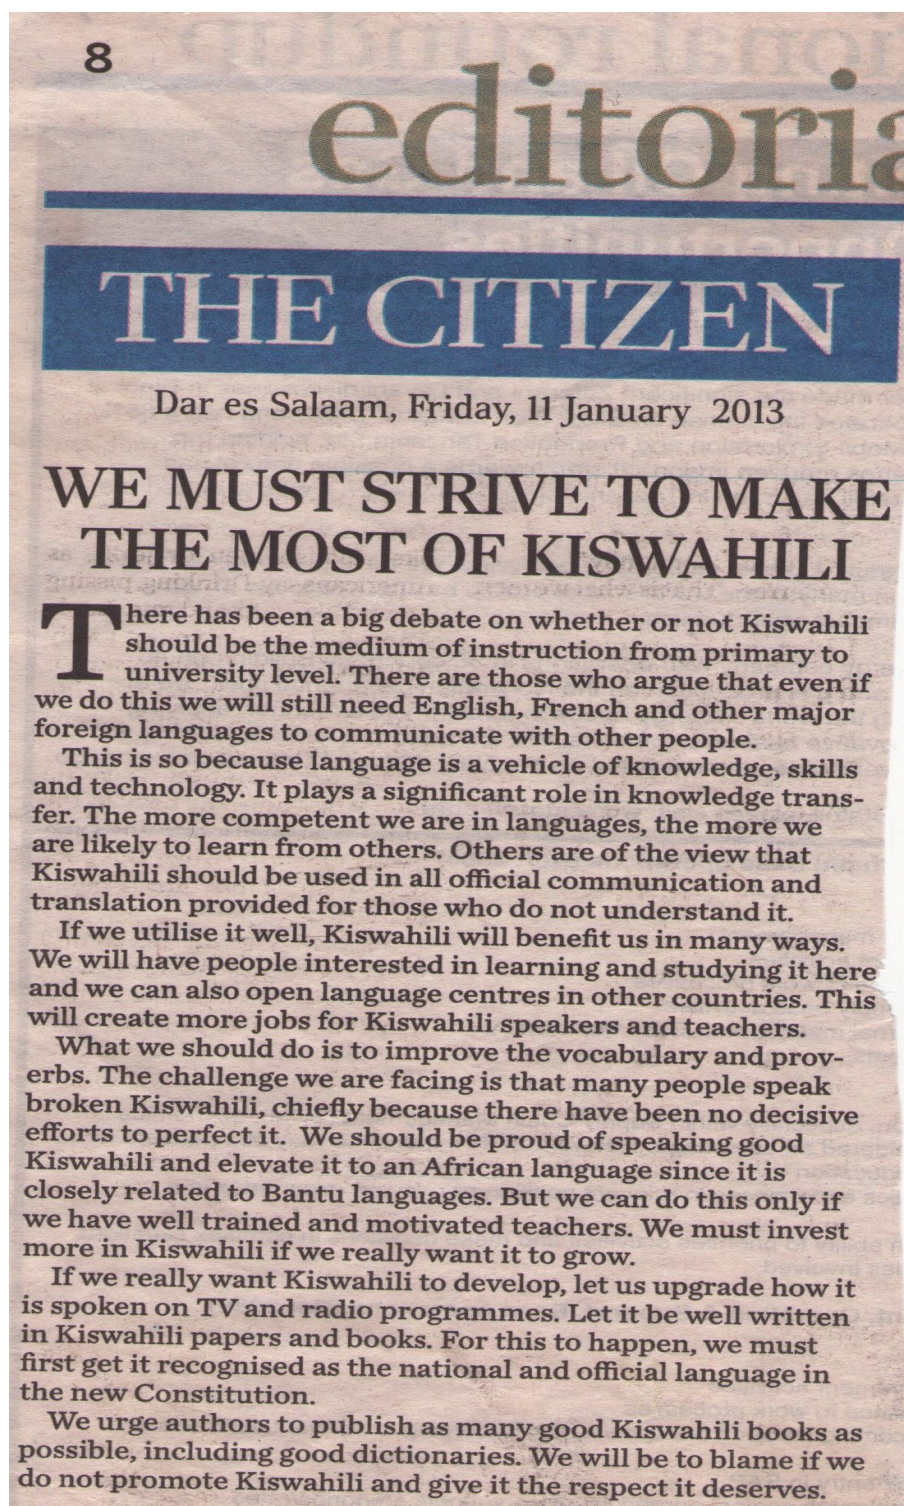 8
editoria
THE CITIZEN
Dar es Salaam, Friday, 11 January 2013
WE MUST STRIVE TO MAKE
THE MOST OF KISWAHILI
There has been a big debate on whether or not Kiswahili
should be the medium of instruction from primary to
university level. There are those who argue that even if
we do this we will still need English, French and other major
foreign languages to communicate with other people.
This is so because language is a vehicle of knowledge, skills
and technology. It plays a significant role in knowledge trans-
fer. The more competent we are in languages, the more we
are likely to learn from others. Others are of the view that
Kiswahili should be used in all official communication and
translation provided for those who do not understand it.
If we utilise it well, Kiswahili will benefit us in many ways.
We will have people interested in learning and studying it here
and we can also open language centres in other countries. This
will create more jobs for Kiswahili speakers and teachers.
What we should do is to improve the vocabulary and prov-
erbs. The challenge we are facing is that many people speak
broken Kiswahili, chiefly because there have been no decisive
efforts to perfect it. We should be proud of speaking good
Kiswahili and elevate it to an African language since it is
closely related to Bantu languages. But we can do this only if
we have well trained and motivated teachers. We must invest
more in Kiswahili if we really want it to grow.
If we really want Kiswahili to develop, let us upgrade how it
is spoken on TV and radio programmes. Let it be well written
in Kiswahili papers and books. For this to happen, we must
first get it recognised as the national and official language in
the new Constitution.
We urge authors to publish as many good Kiswahili books as
possible, including good dictionaries. We will be to blame if we
do not promote Kiswahili and give it the respect it deserves.